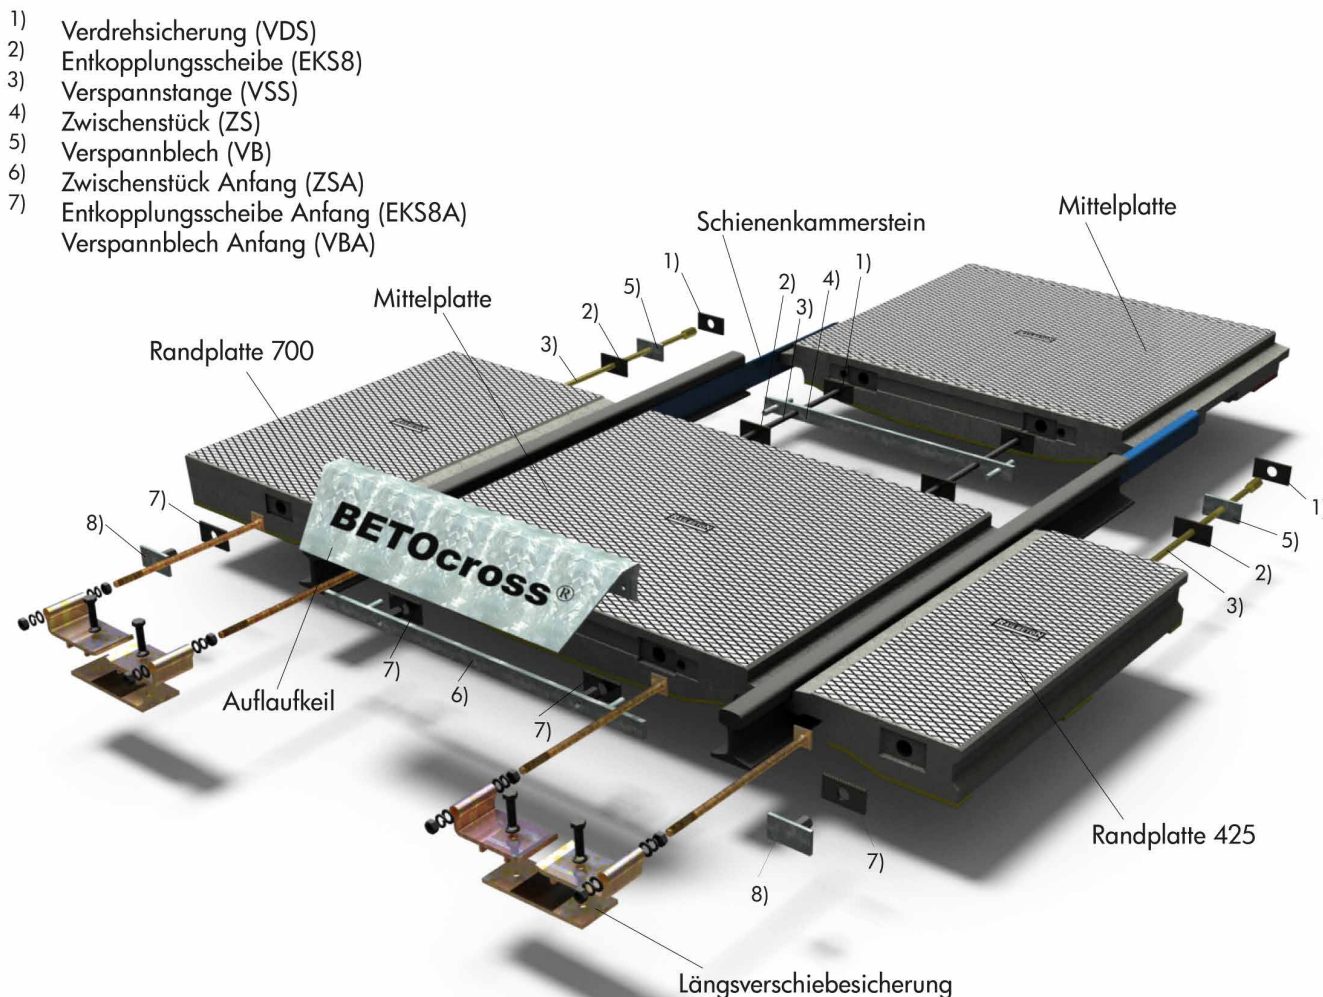 1) Verdrehsicherung (VDS)
2) Entkopplungsscheibe (EKS8)
3) Verspannstange (VSS)
4) Zwischenstück (ZS)
5) Verspannblech (VB)
6) Zwischenstück Anfang (ZSA)
7) Entkopplungsscheibe Anfang (EKS8A)
Verspannblech Anfang (VBA)
Mittelplatte
Schienenkammerstein
1)
1)
2)
4)
5)
3)
Mittelplatte
2)
3)
Randplatte 700
1)
7)
8)
5)
2)
3)
BETOcross®
7)
6)
Auflaufkeil
7)
Randplatte 425
7)
8)
Längsverschiebesicherung